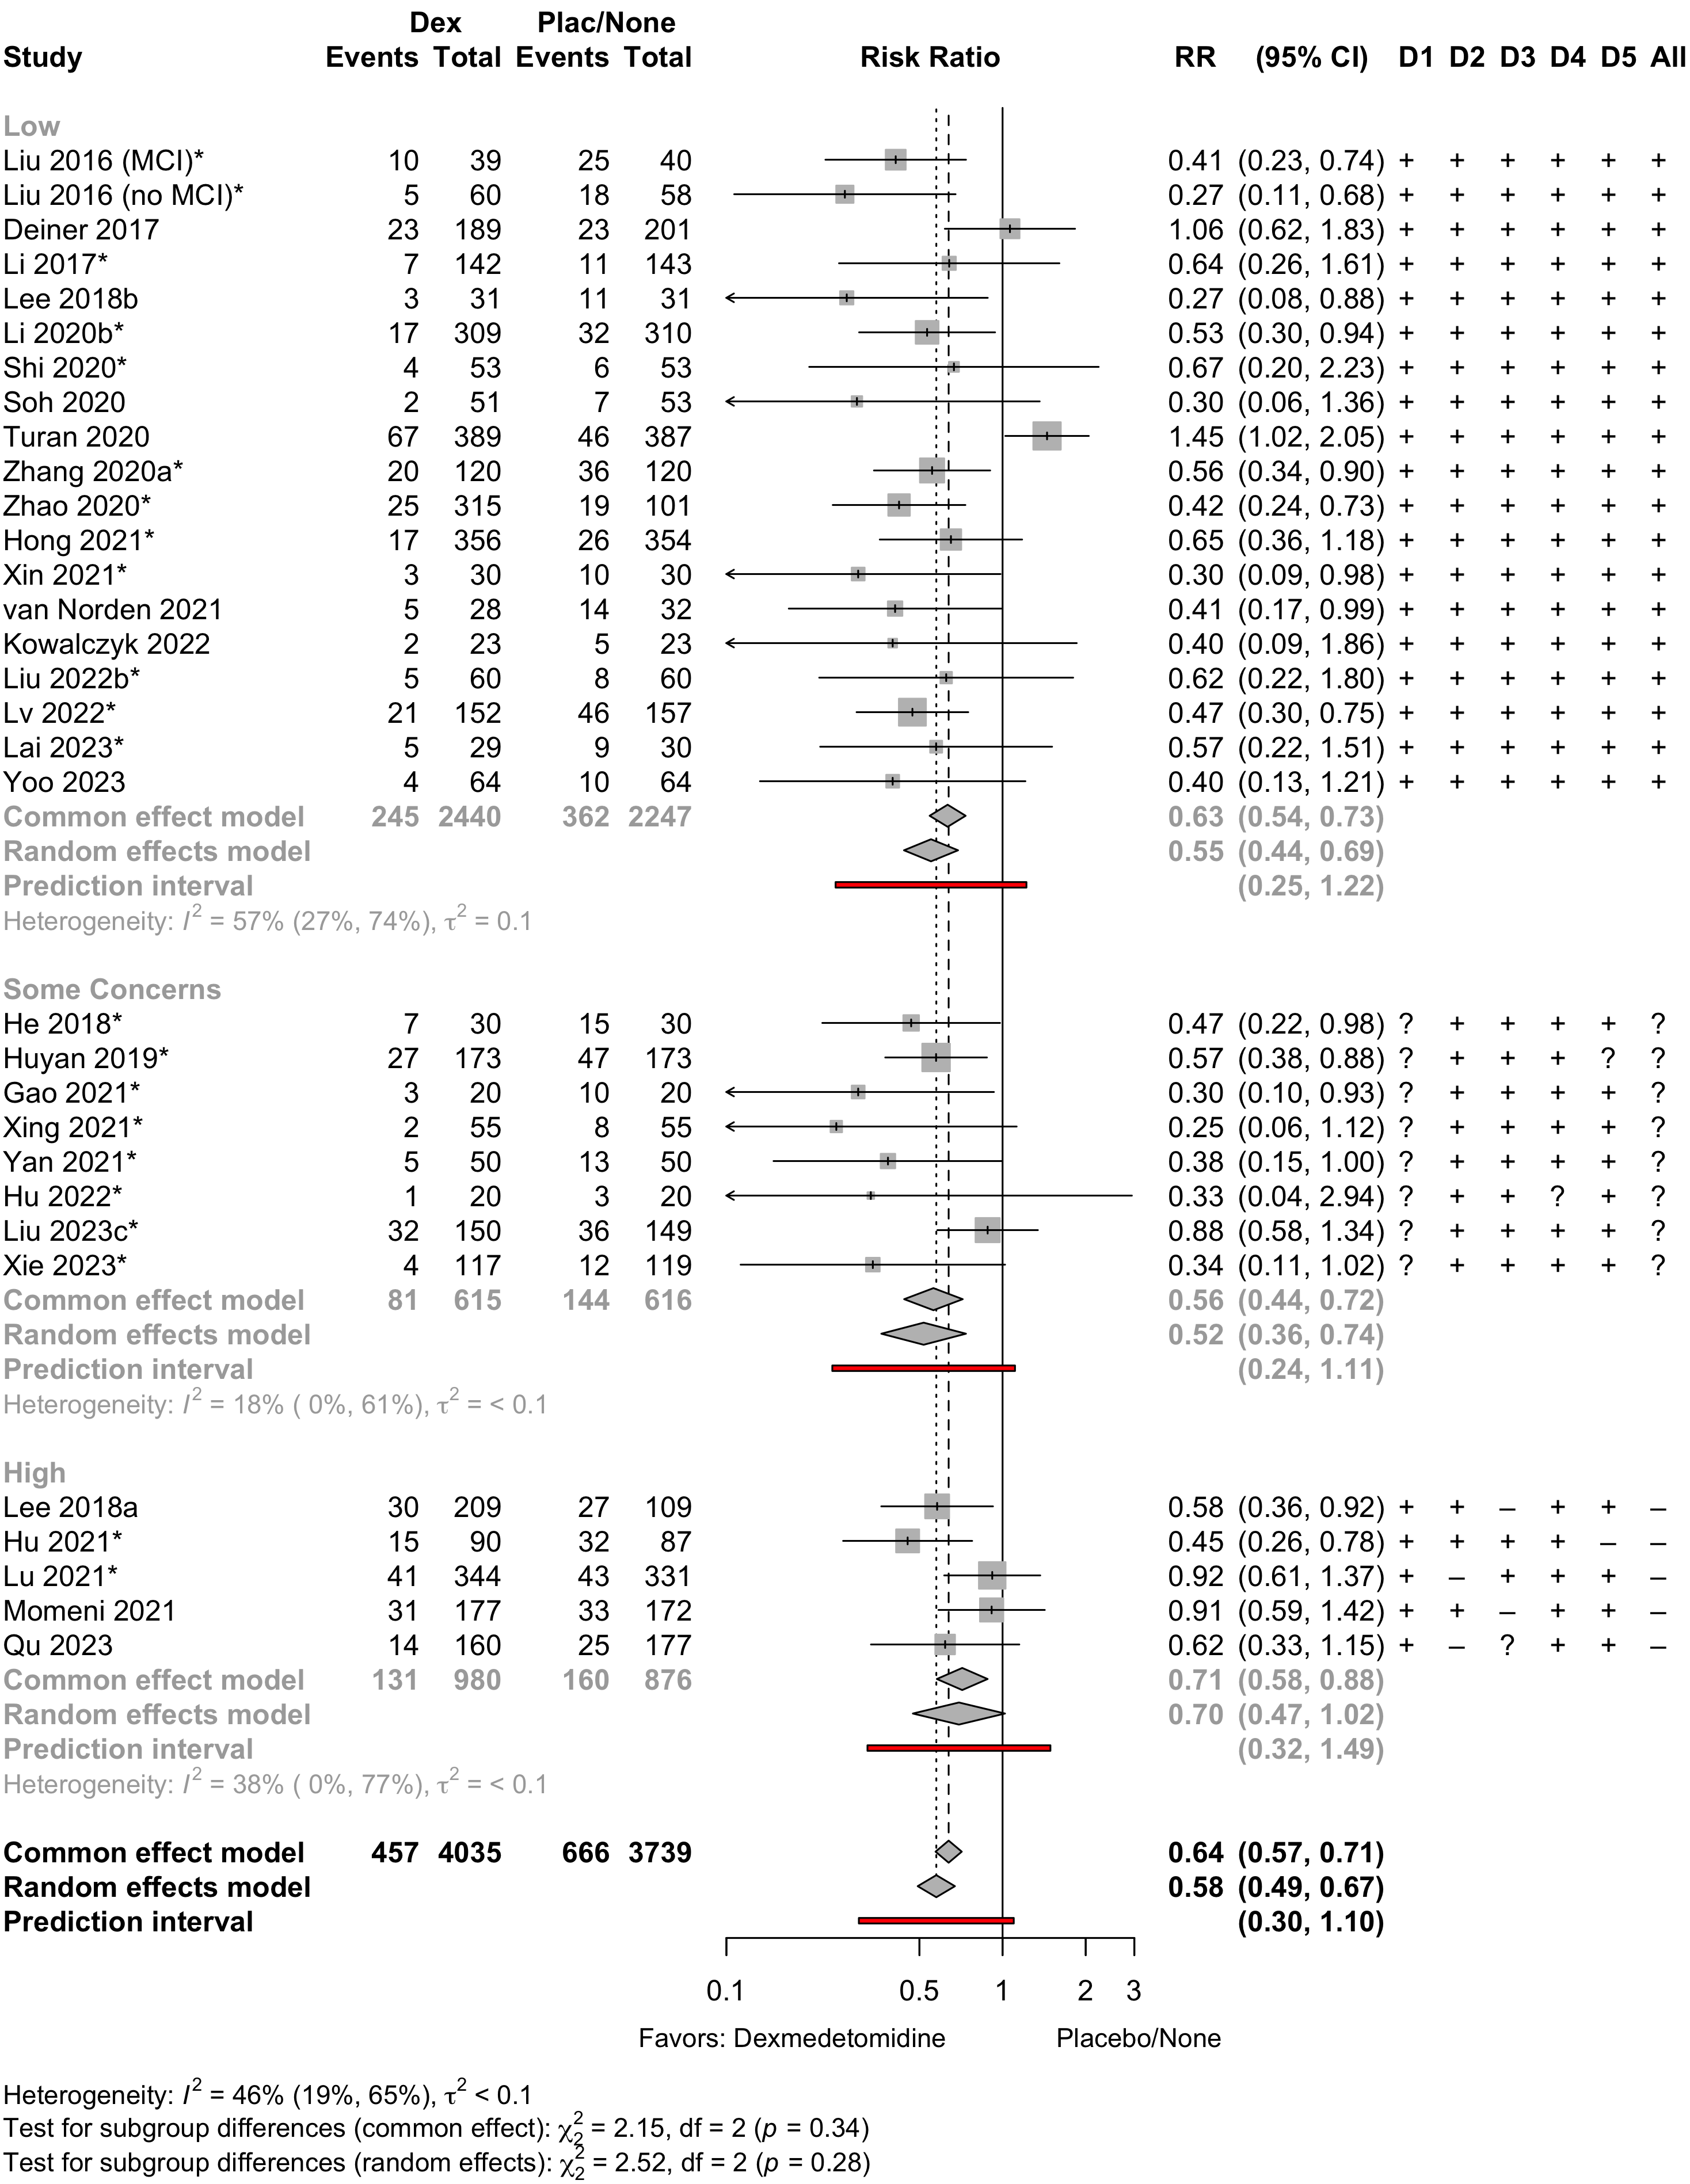 Dex Plac/None
Study Events Total Events Total Risk Ratio RR (95% CI) D1 D2 D3 D4 D5 All
Low
Liu 2016 (MCI)* 10 39 25 40 0.41 (0.23, 0.74) + + + + + +
Liu 2016 (no MCI)* 5 60 18 58 0.27 (0.11, 0.68) + + + + + +
Deiner 2017 23 189 23 201 1.06 (0.62, 1.83) + + + + + +
Li 2017* 7 142 11 143 0.64 (0.26, 1.61) + + + + + +
Lee 2018b 3 31 11 31 0.27 (0.08, 0.88) + + + + + +
Li 2020b* 17 309 32 310 0.53 (0.30, 0.94) + + + + + +
Shi 2020* 4 53 6 53 0.67 (0.20, 2.23) + + + + + +
Soh 2020 2 51 7 53 0.30 (0.06, 1.36) + + + + + +
Turan 2020 67 389 46 387 1.45 (1.02, 2.05) + + + + + +
Zhang 2020a* 20 120 36 120 0.56 (0.34, 0.90) + + + + + +
Zhao 2020* 25 315 19 101 0.42 (0.24, 0.73) + + + + + +
Hong 2021* 17 356 26 354 0.65 (0.36, 1.18) + + + + + +
Xin 2021* 3 30 10 30 0.30 (0.09, 0.98) + + + + + +
van Norden 2021 5 28 14 32 0.41 (0.17, 0.99) + + + + + +
Kowalczyk 2022 2 23 5 23 0.40 (0.09, 1.86) + + + + + +
Liu 2022b* 5 60 8 60 0.62 (0.22, 1.80) + + + + + +
Lv 2022* 21 152 46 157 0.47 (0.30, 0.75) + + + + + +
Lai 2023* 5 29 9 30 0.57 (0.22, 1.51) + + + + + +
Yoo 2023 4 64 10 64 0.40 (0.13, 1.21) + + + + + +
Common effect model 245 2440 362 2247 0.63 (0.54, 0.73)
Random effects model 0.55 (0.44, 0.69)
Prediction interval (0.25, 1.22)
Heterogeneity: I² = 57% (27%, 74%), τ² = 0.1
Some Concerns
He 2018* 7 30 15 30 0.47 (0.22, 0.98) ? + + + + ?
Huyan 2019* 27 173 47 173 0.57 (0.38, 0.88) ? + + + ? ?
Gao 2021* 3 20 10 20 0.30 (0.10, 0.93) ? + + + + ?
Xing 2021* 2 55 8 55 0.25 (0.06, 1.12) ? + + + + ?
Yan 2021* 5 50 13 50 0.38 (0.15, 1.00) ? + + + + ?
Hu 2022* 1 20 3 20 0.33 (0.04, 2.94) ? + + ? + ?
Liu 2023c* 32 150 36 149 0.88 (0.58, 1.34) ? + + + + ?
Xie 2023* 4 117 12 119 0.34 (0.11, 1.02) ? + + + + ?
Common effect model 81 615 144 616 0.56 (0.44, 0.72)
Random effects model 0.52 (0.36, 0.74)
Prediction interval (0.24, 1.11)
Heterogeneity: I² = 18% ( 0%, 61%), τ² = < 0.1
High
Lee 2018a 30 209 27 109 0.58 (0.36, 0.92) + + – + + –
Hu 2021* 15 90 32 87 0.45 (0.26, 0.78) + + + + – –
Lu 2021* 41 344 43 331 0.92 (0.61, 1.37) + – + + + –
Momeni 2021 31 177 33 172 0.91 (0.59, 1.42) + + – + + –
Qu 2023 14 160 25 177 0.62 (0.33, 1.15) + – ? + + –
Common effect model 131 980 160 876 0.71 (0.58, 0.88)
Random effects model 0.70 (0.47, 1.02)
Prediction interval (0.32, 1.49)
Heterogeneity: I² = 38% ( 0%, 77%), τ² = < 0.1
Common effect model 457 4035 666 3739 0.64 (0.57, 0.71)
Random effects model 0.58 (0.49, 0.67)
Prediction interval (0.30, 1.10)
0.1 0.5 1 2 3
Favors: Dexmedetomidine Placebo/None
Heterogeneity: I² = 46% (19%, 65%), τ² < 0.1
Test for subgroup differences (common effect): χ²₂ = 2.15, df = 2 (p = 0.34)
Test for subgroup differences (random effects): χ²₂ = 2.52, df = 2 (p = 0.28)